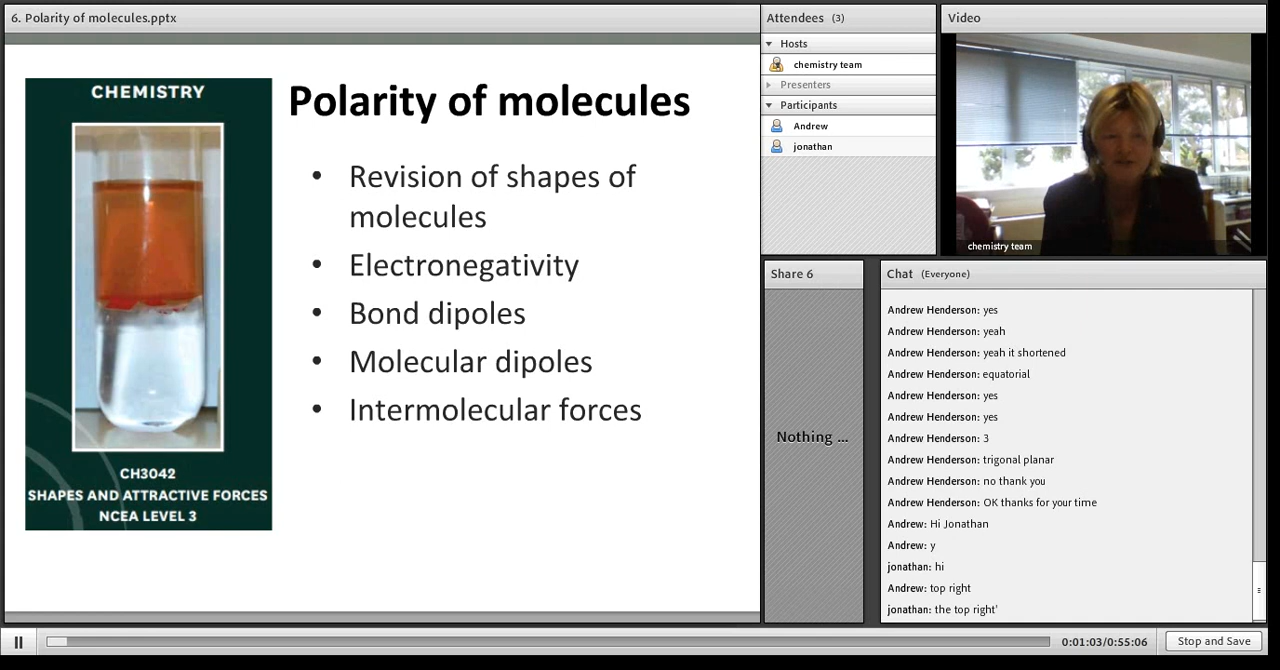 6. Polarity of molecules.pptx
CHEMISTRY
CH3042
SHAPES AND ATTRACTIVE FORCES
NCEA LEVEL 3
Polarity of molecules
• Revision of shapes of
molecules
• Electronegativity
• Bond dipoles
• Molecular dipoles
• Intermolecular forces
Attendees (3)
Hosts
chemistry team
Presenters
Participants
Andrew
jonathan
Video
chemistry team
Share 6
Nothing ...
Chat (Everyone)
Andrew Henderson: yes
Andrew Henderson: yeah
Andrew Henderson: yeah it shortened
Andrew Henderson: equatorial
Andrew Henderson: yes
Andrew Henderson: yes
Andrew Henderson: 3
Andrew Henderson: trigonal planar
Andrew Henderson: no thank you
Andrew Henderson: OK thanks for your time
Andrew: Hi Jonathan
Andrew: y
jonathan: hi
Andrew: top right
jonathan: the top right'
0:01:03/0:55:06
Stop and Save